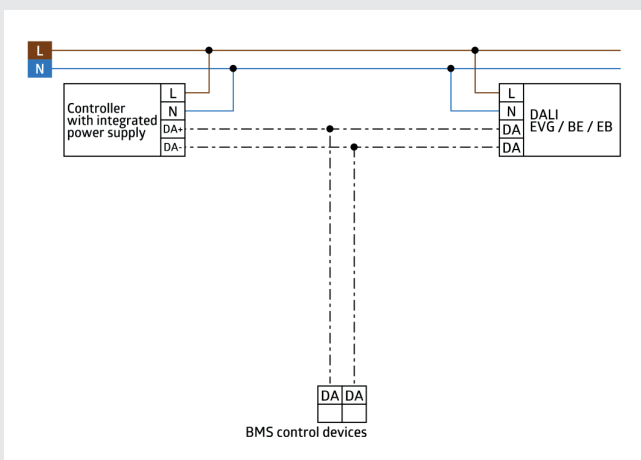 L
N
Controller
with integrated
power supply
L
N
DA+
DA-
L
N
DA
DA
DALI
EVG / BE / EB
DA DA
BMS control devices